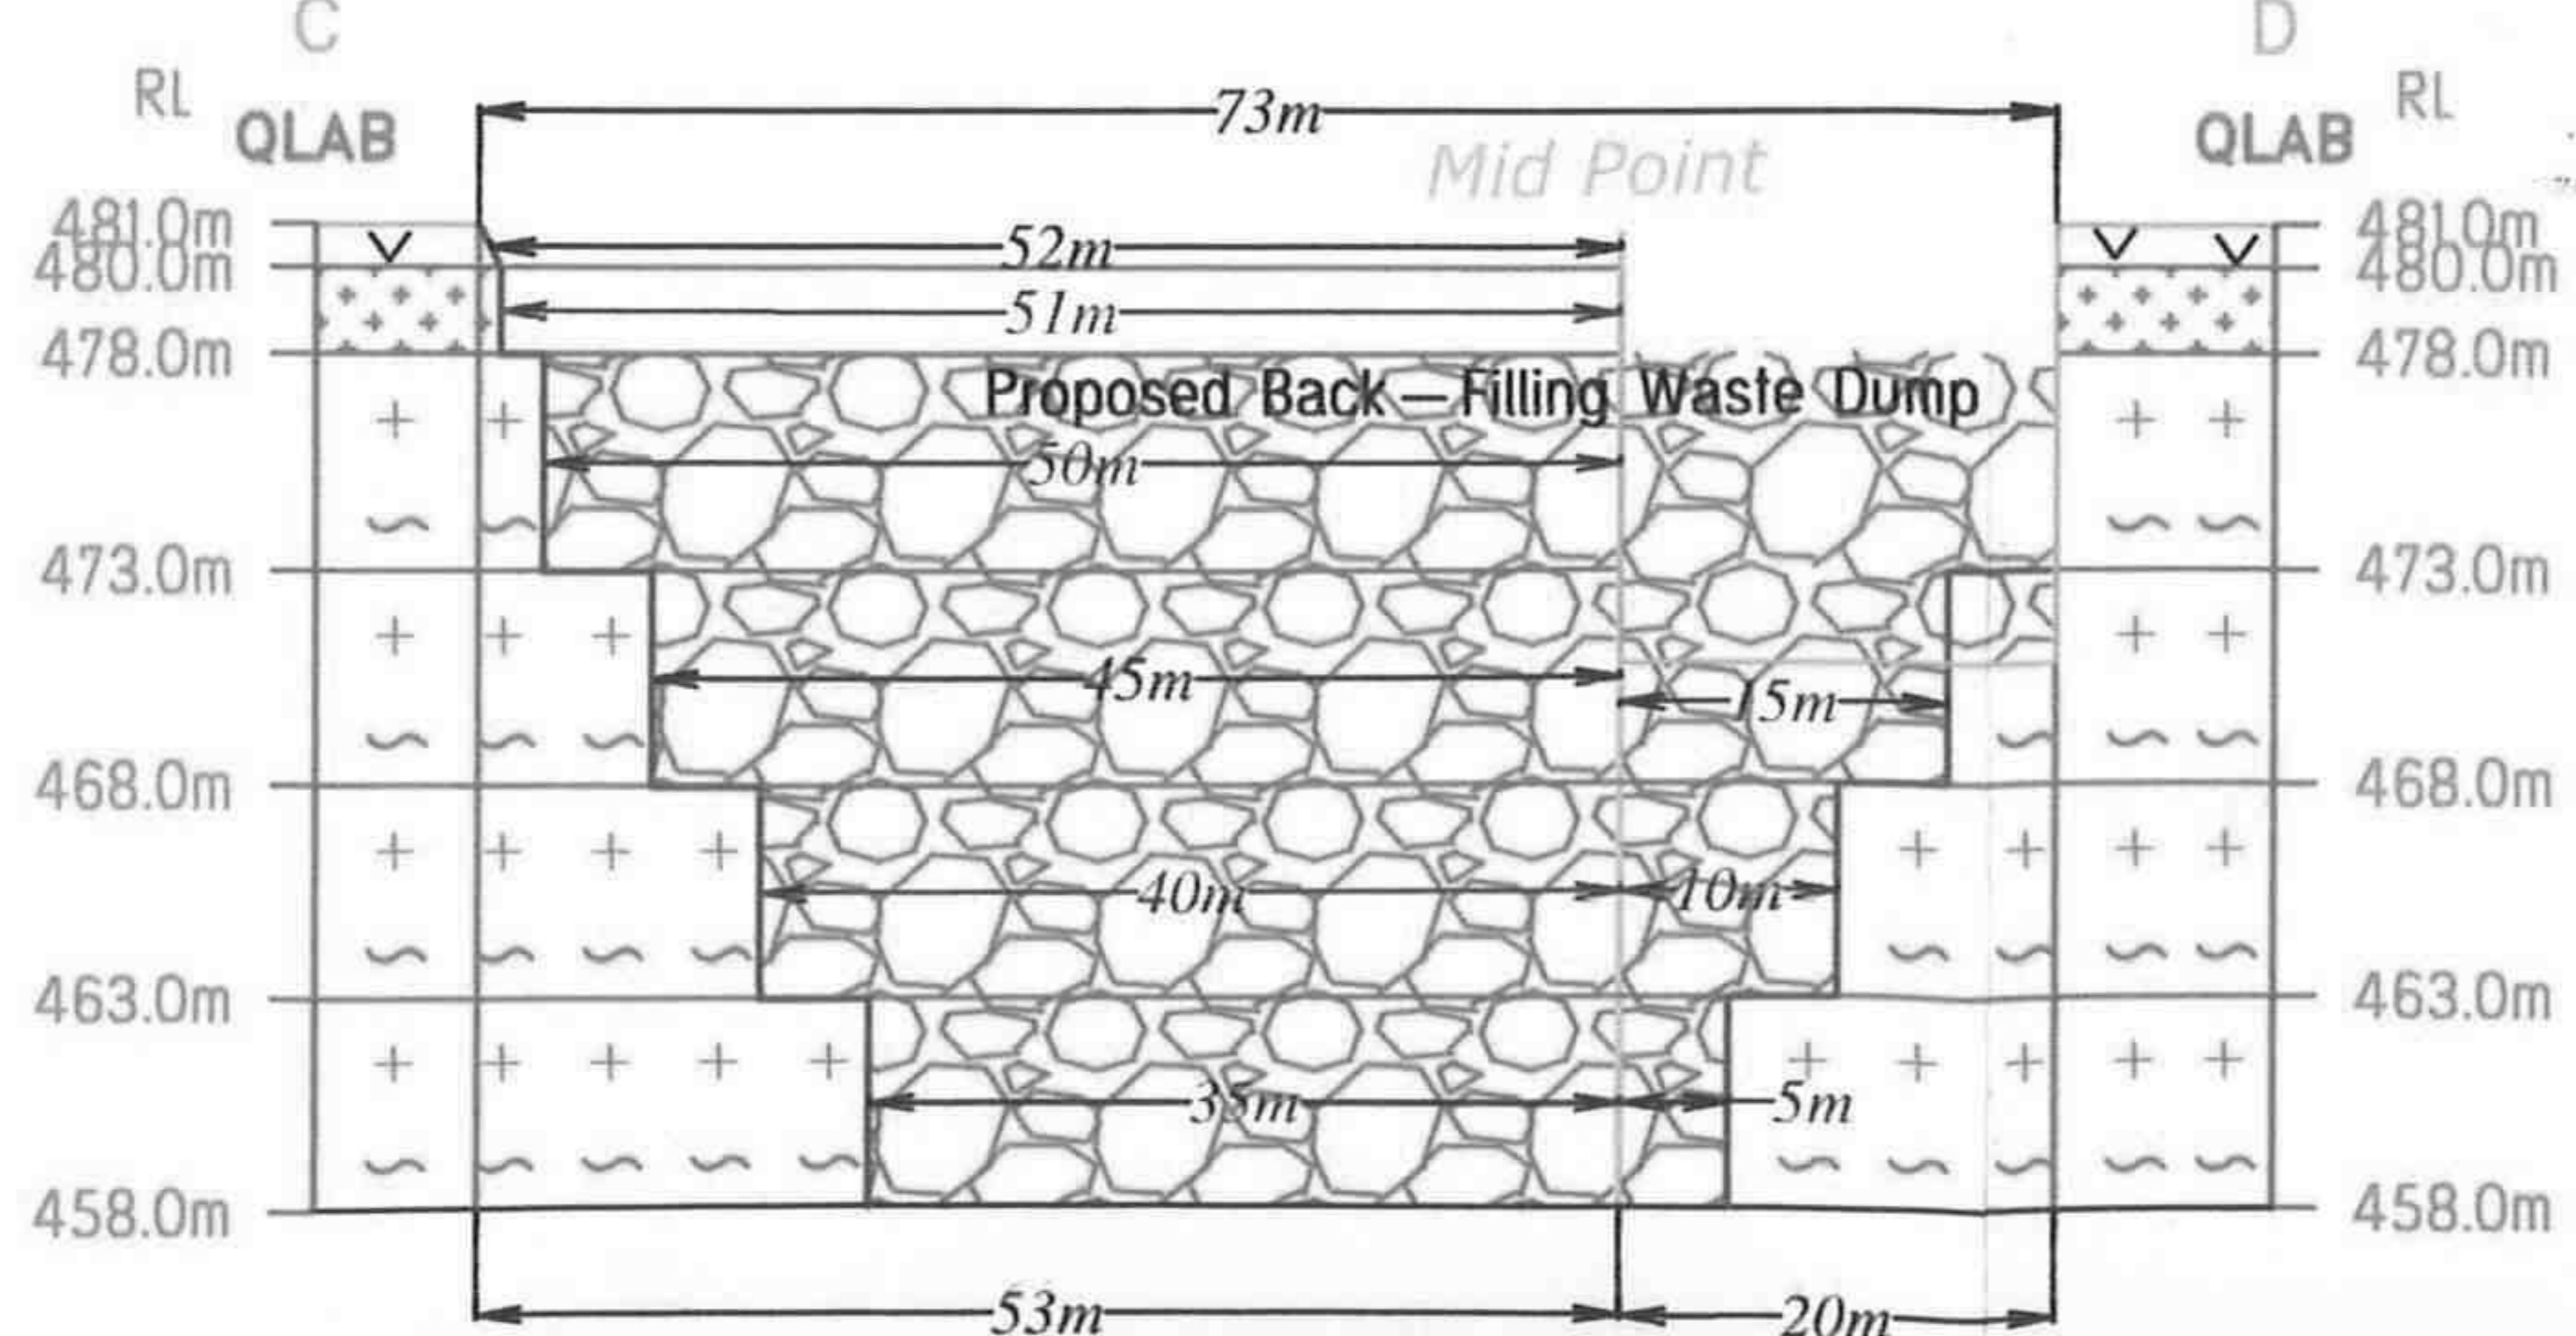 C D
RL RL
QLAB QLAB
73m
Mid Point
481.0m 481.0m
52m
480.0m 480.0m
51m
478.0m 478.0m
Proposed Back – Filling Waste Dump
50m
473.0m 473.0m
45m 15m
468.0m 468.0m
40m 10m
463.0m 463.0m
35m 5m
458.0m 458.0m
53m 20m